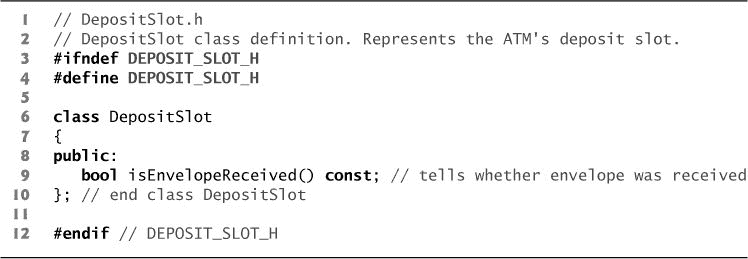 1 // DepositSlot.h
2 // DepositSlot class definition. Represents the ATM's deposit slot.
3 #ifndef DEPOSIT_SLOT_H
4 #define DEPOSIT_SLOT_H
5
6 class DepositSlot
7 {
8 public:
9 bool isEnvelopeReceived() const; // tells whether envelope was received
10 }; // end class DepositSlot
11
12 #endif // DEPOSIT_SLOT_H